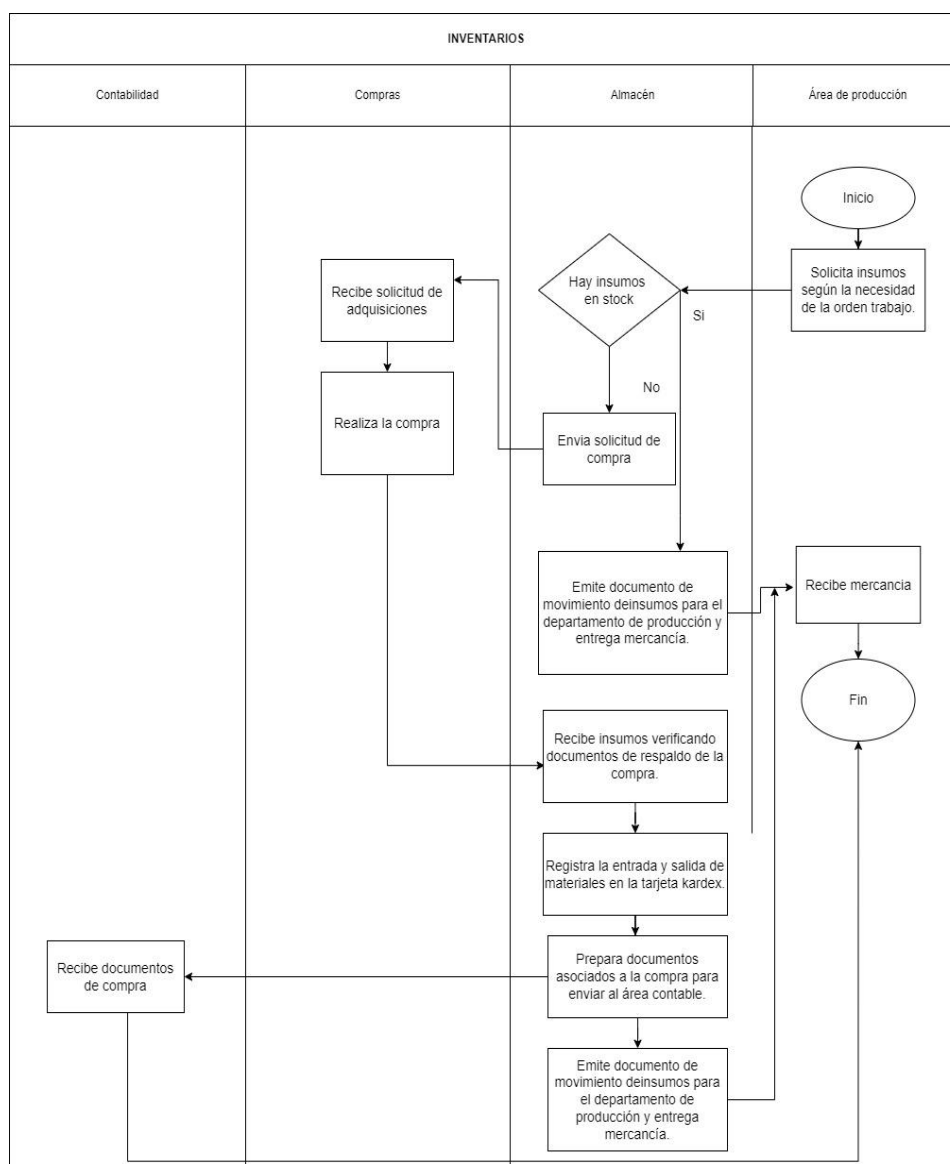 INVENTARIOS
Contabilidad
Compras
Almacén
Área de producción
Inicio
Solicita insumos
según la necesidad
de la orden trabajo.
Hay insumos
en stock
Si
No
Recibe solicitud de
adquisiciones
Realiza la compra
Envia solicitud de
compra
Emite documento de
movimiento deinsumos para el
departamento de producción y
entrega mercancía.
Recibe mercancia
Fin
Recibe insumos verificando
documentos de respaldo de la
compra.
Registra la entrada y salida de
materiales en la tarjeta kardex.
Prepara documentos
asociados a la compra para
enviar al área contable.
Recibe documentos
de compra
Emite documento de
movimiento deinsumos para
el departamento de
producción y entrega
mercancía.